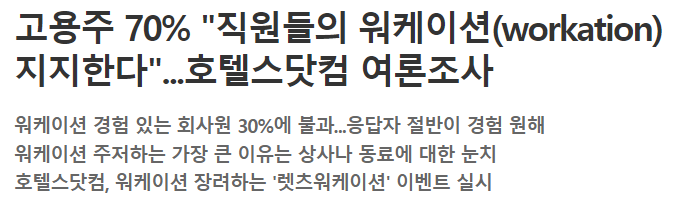 고용주 70% "직원들의 워케이션(workation)
지지한다"...호텔스닷컴 여론조사
워케이션 경험 있는 회사원 30%에 불과...응답자 절반이 경험 원해
워케이션 주저하는 가장 큰 이유는 상사나 동료에 대한 눈치
호텔스닷컴, 워케이션 장려하는 '렛츠워케이션' 이벤트 실시